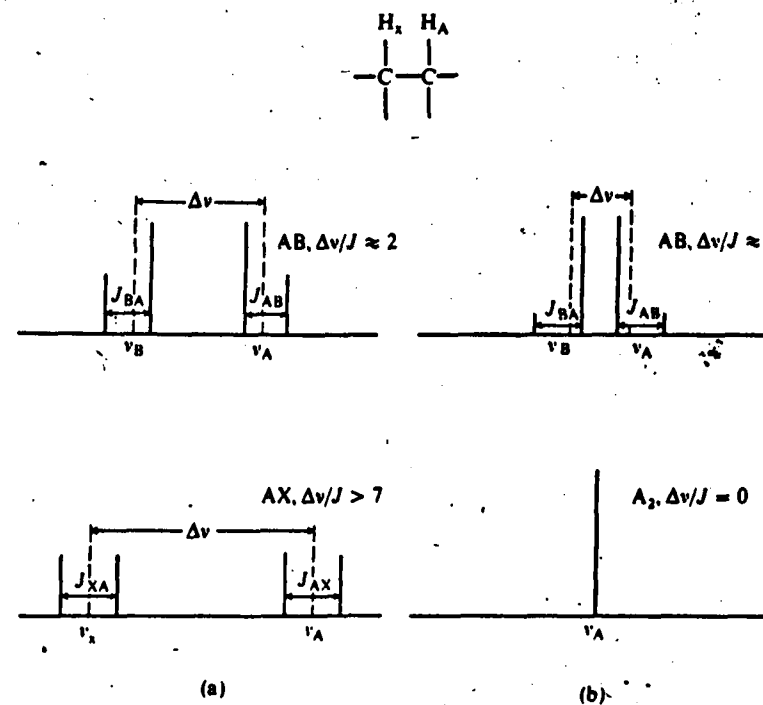 Hx HA
C C
Δν
AB, Δν/J ≈ 2
JBA JAB
νB νA
Δν
AB, Δν/J ≈
JBA JAB
νB νA
AX, Δν/J > 7
Δν
JXA JAX
νx νA
(a)
A₂, Δν/J = 0
νA
(b)